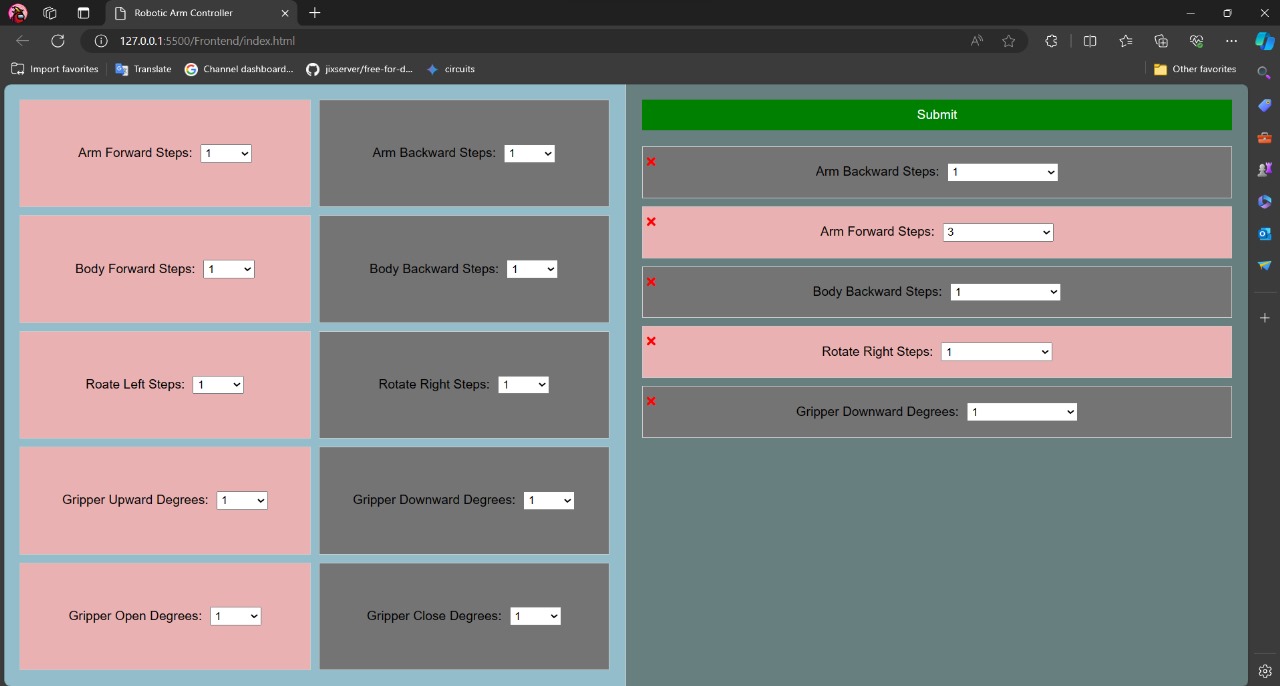 Robotic Arm Controller
127.0.0.1:5500/Frontend/index.html
Import favorites
Translate
Channel dashboard...
jixserver/free-for-d...
circuits
Other favorites
Arm Forward Steps: 1
Arm Backward Steps: 1
Body Forward Steps: 1
Body Backward Steps: 1
Roate Left Steps: 1
Rotate Right Steps: 1
Gripper Upward Degrees: 1
Gripper Downward Degrees: 1
Gripper Open Degrees: 1
Gripper Close Degrees: 1
Submit
Arm Backward Steps: 1
Arm Forward Steps: 3
Body Backward Steps: 1
Rotate Right Steps: 1
Gripper Downward Degrees: 1